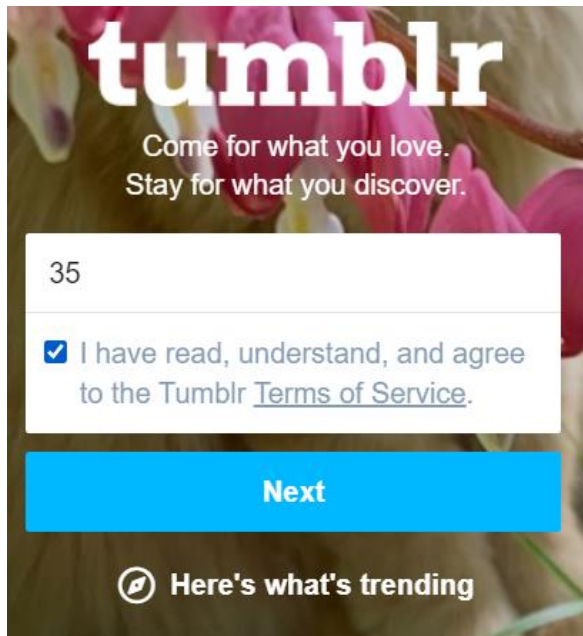 tumblr
Come for what you love.
Stay for what you discover.
35
I have read, understand, and agree
to the Tumblr Terms of Service.
Next
Here's what's trending